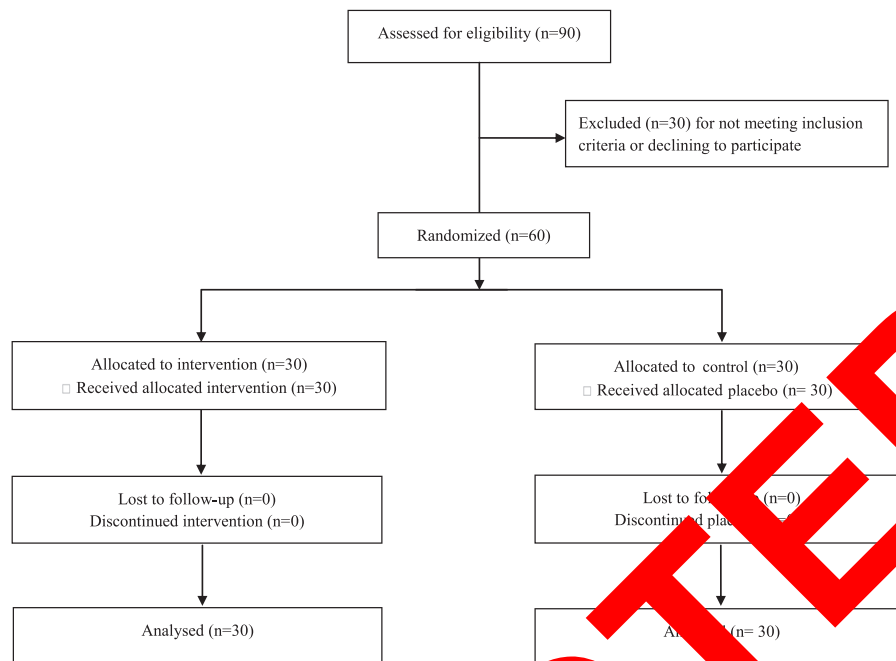 Assessed for eligibility (n=90)
Excluded (n=30) for not meeting inclusion
criteria or declining to participate
Randomized (n=60)
Allocated to intervention (n=30)
□ Received allocated intervention (n=30)
Allocated to control (n=30)
□ Received allocated placebo (n= 30)
Lost to follow-up (n=0)
Discontinued intervention (n=0)
Lost to (n=0)
Discontinued
Analysed (n=30)
(n= 30)
STER